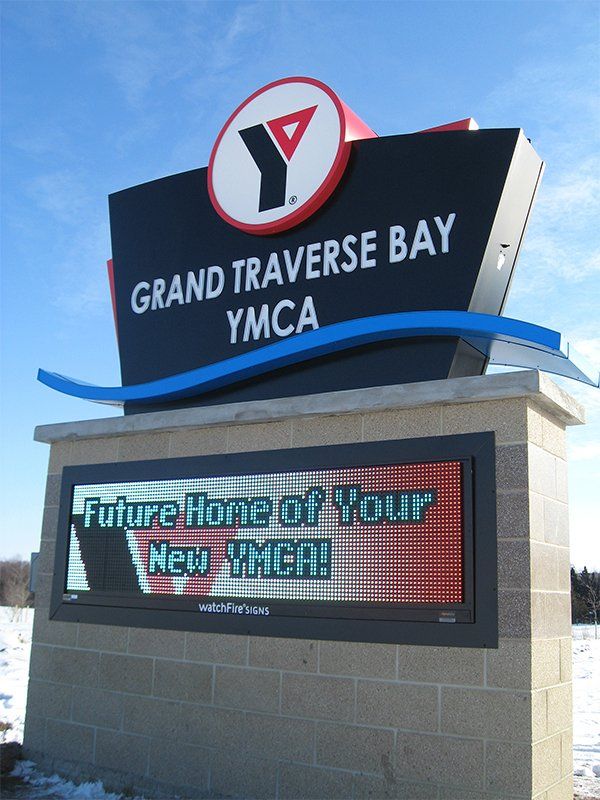 Y®
GRAND TRAVERSE BAY
YMCA
Future Home of Your
New YMCA!
watchFire®SIGNS